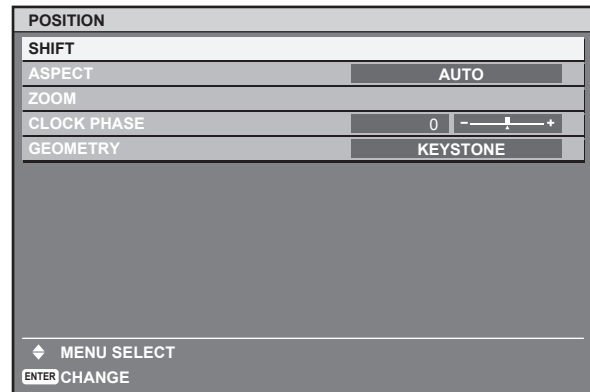 POSITION
SHIFT
ASPECT AUTO
ZOOM
CLOCK PHASE 0 - +
GEOMETRY KEYSTONE
MENU SELECT
ENTER CHANGE